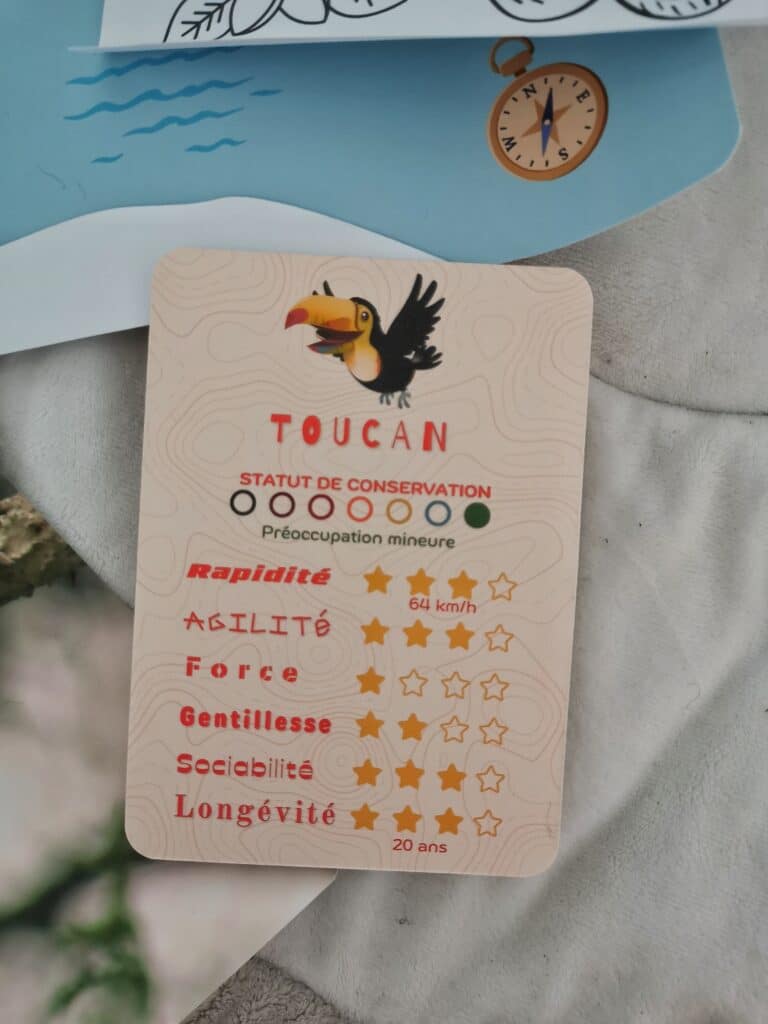 N E
W S
TOUCAN
STATUT DE CONSERVATION
Préoccupation mineure
Rapidité
64 km/h
AGILITÉ
Force
Gentillesse
Sociabilité
Longévité
20 ans